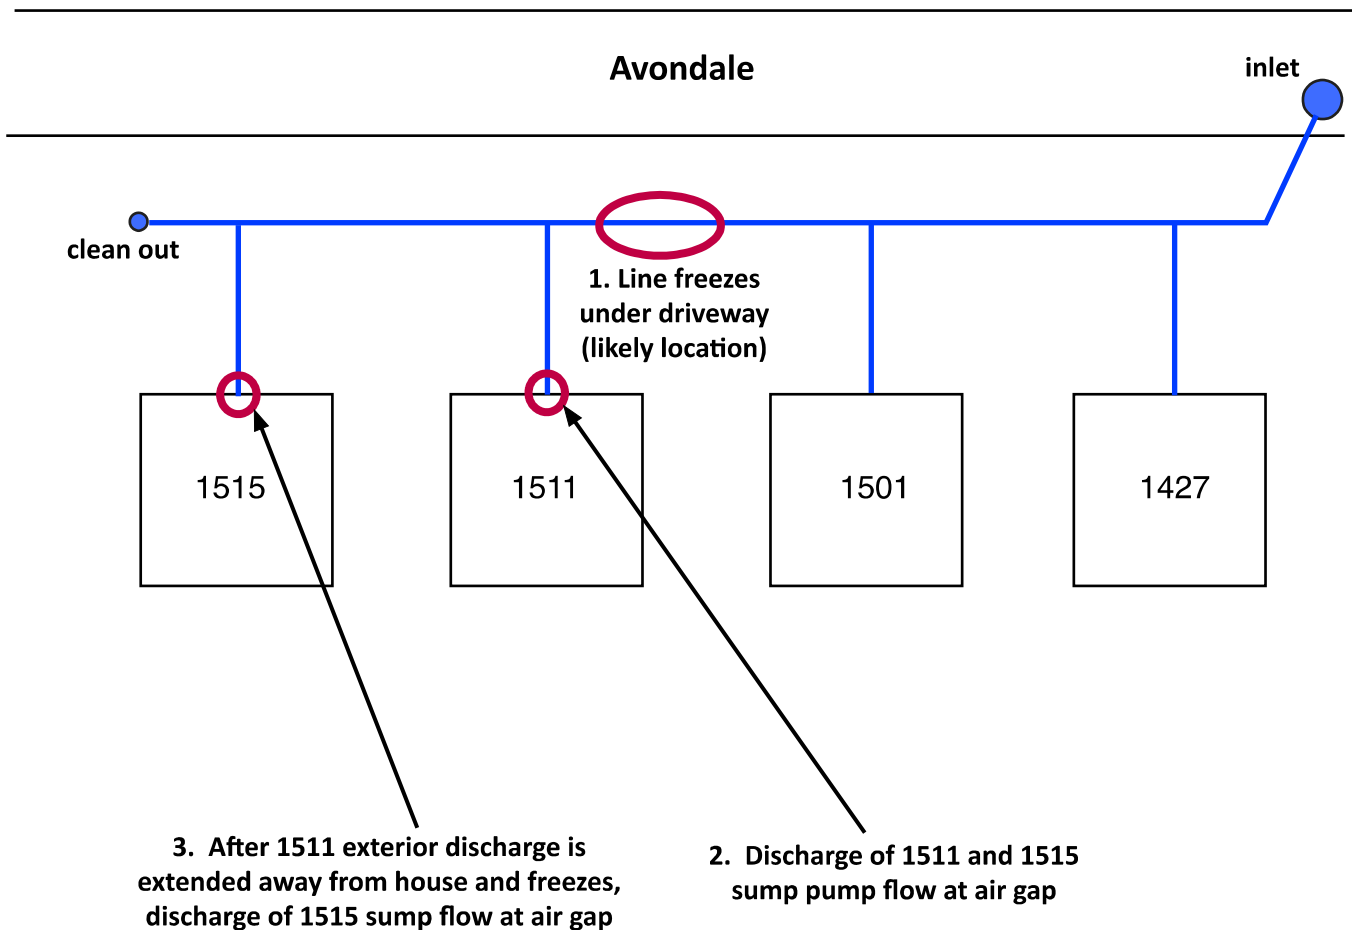 Avondale
inlet
clean out
1. Line freezes
under driveway
(likely location)
1515
1511
1501
1427
3.  After 1511 exterior discharge is
extended away from house and freezes,
discharge of 1515 sump flow at air gap
2.  Discharge of 1511 and 1515
sump pump flow at air gap